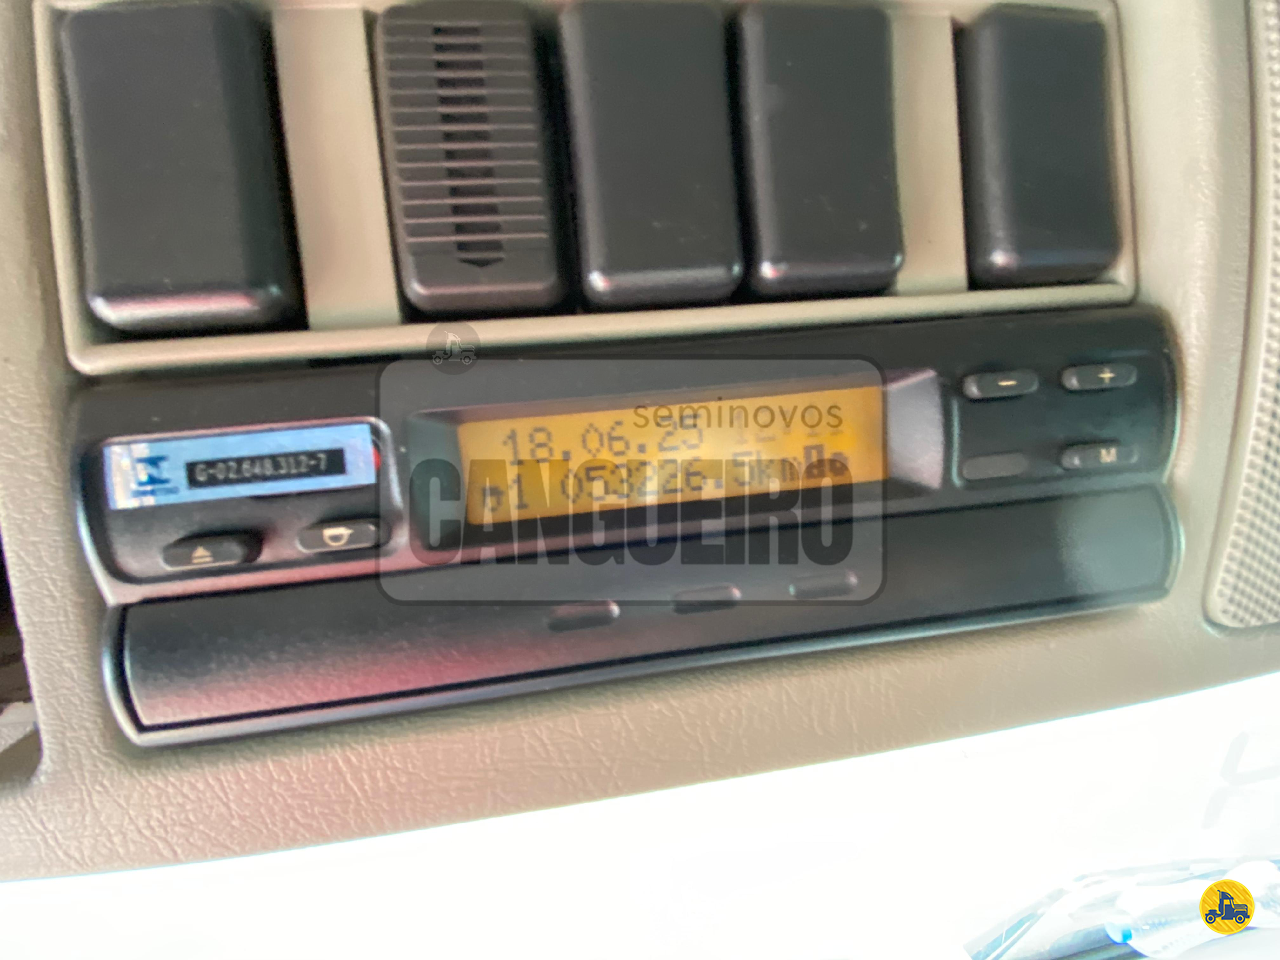 seminovos
18.06.25
1 053226.5km
CANGUEIRO
G-02.648.312-7
- +
M